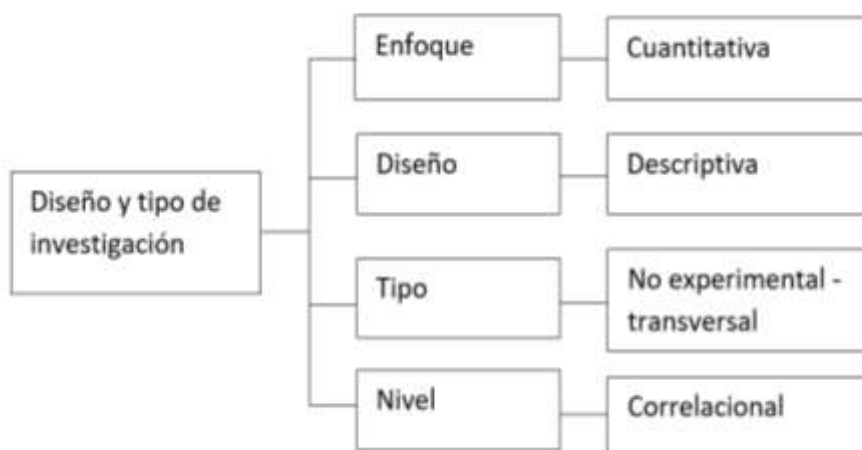 Diseño y tipo de
investigación
Enfoque
Cuantitativa
Diseño
Descriptiva
Tipo
No experimental -
transversal
Nivel
Correlacional